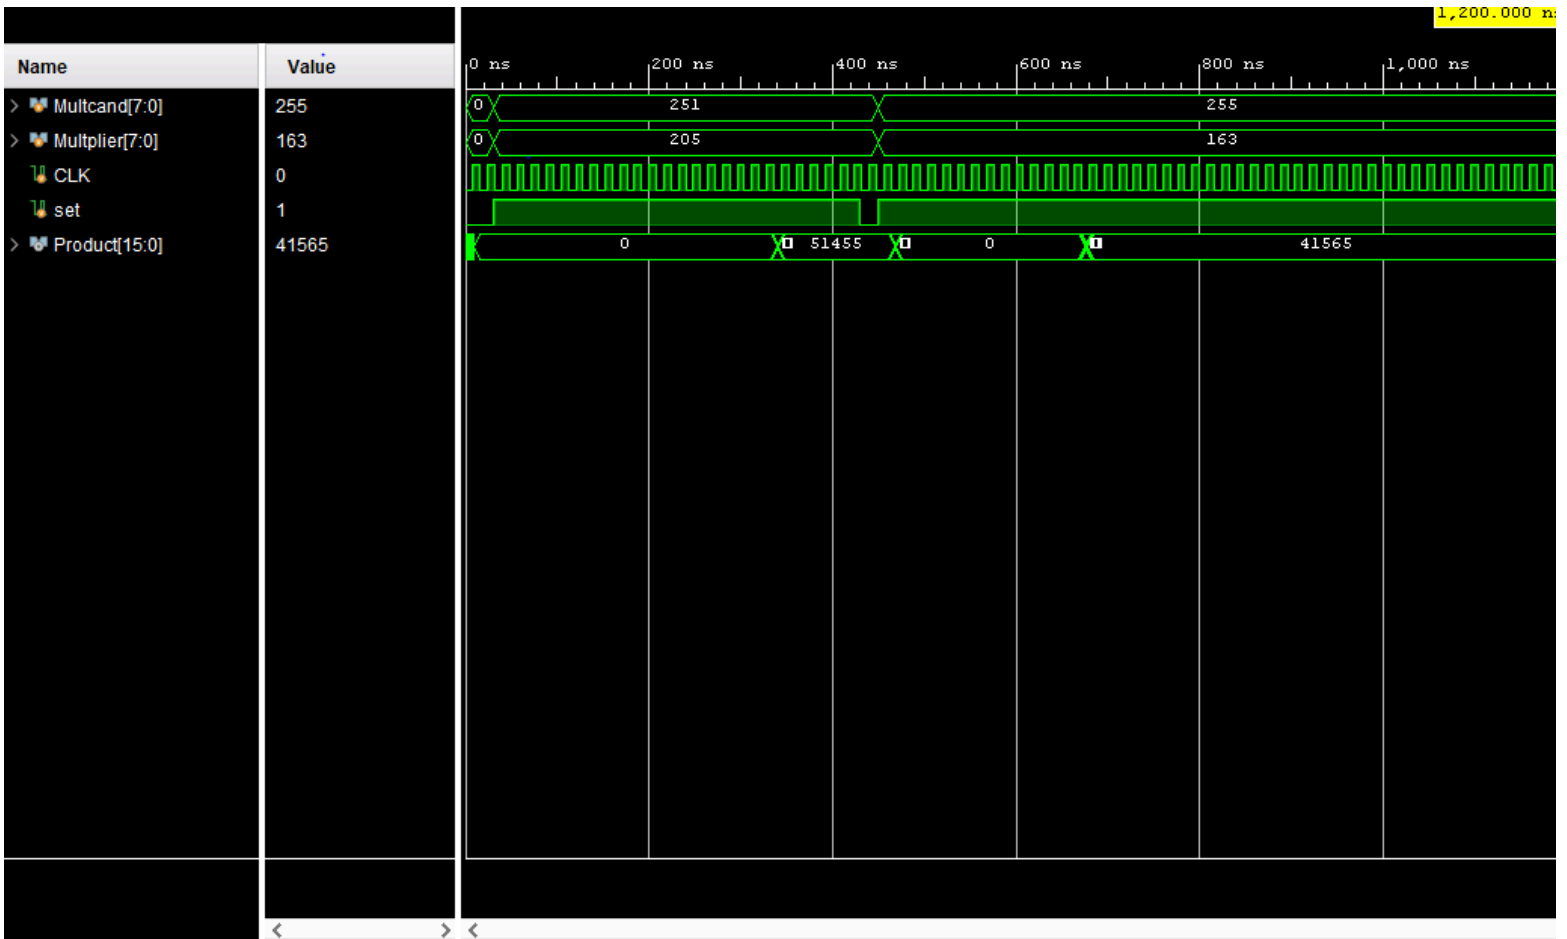 1,200.000 ns
Name Value 0 ns 200 ns 400 ns 600 ns 800 ns 1,000 ns
> Multcand[7:0] 255 0 251 255
> Multplier[7:0] 163 0 205 163
CLK 0
set 1
> Product[15:0] 41565 0 51455 0 41565